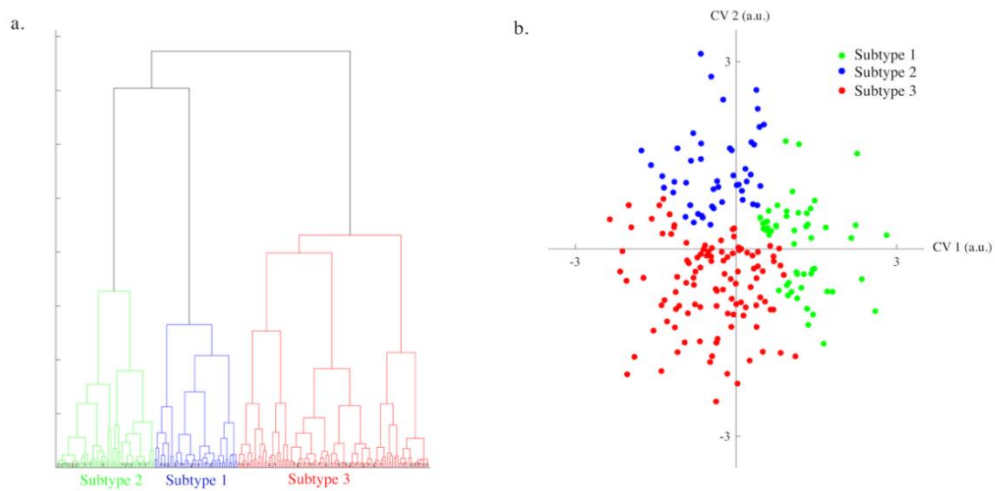 a.
Subtype 2
Subtype 1
Subtype 3
b.
CV 2 (a.u.)
3
Subtype 1
Subtype 2
Subtype 3
-3
3
CV 1 (a.u.)
-3